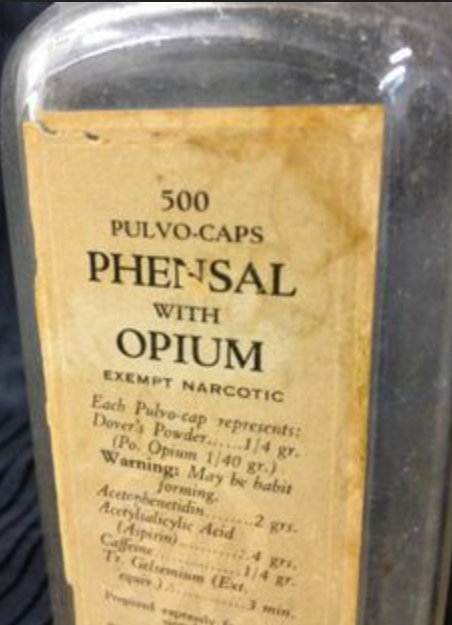 500
PULVO-CAPS
PHENSAL
WITH
OPIUM
EXEMPT NARCOTIC
Each Pulvo-cap represents:
Dover's Powder......1/4 gr.
(Po. Opium 1/40 gr.)
Warning: May be habit
forming.
Acetophenetidin........2 grs.
Acetylsalicylic Acid
(Aspirin)..............4 grs.
Caffeine...............1/4 gr.
Tr. Gelsemium (Ext.
equiv.)............3 min.
Prepared expressly